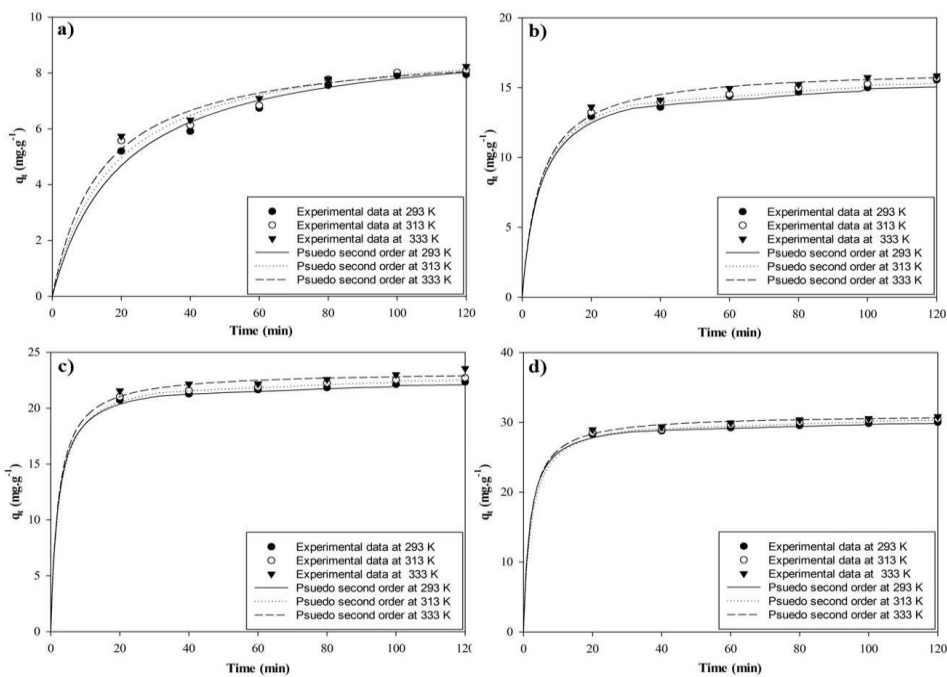 a)
10
8
6
4
2
0
qt (mg.g-1)
0 20 40 60 80 100 120
Time (min)
Experimental data at 293 K
Experimental data at 313 K
Experimental data at 333 K
Psuedo second order at 293 K
Psuedo second order at 313 K
Psuedo second order at 333 K
b)
20
15
10
5
0
qt (mg.g-1)
0 20 40 60 80 100 120
Time (min)
Experimental data at 293 K
Experimental data at 313 K
Experimental data at 333 K
Psuedo second order at 293 K
Psuedo second order at 313 K
Psuedo second order at 333 K
c)
25
20
15
10
5
0
qt (mg.g-1)
0 20 40 60 80 100 120
Time (min)
Experimental data at 293 K
Experimental data at 313 K
Experimental data at 333 K
Psuedo second order at 293 K
Psuedo second order at 313 K
Psuedo second order at 333 K
d)
40
30
20
10
0
qt (mg.g-1)
0 20 40 60 80 100 120
Time (min)
Experimental data at 293 K
Experimental data at 313 K
Experimental data at 333 K
Psuedo second order at 293 K
Psuedo second order at 313 K
Psuedo second order at 333 K